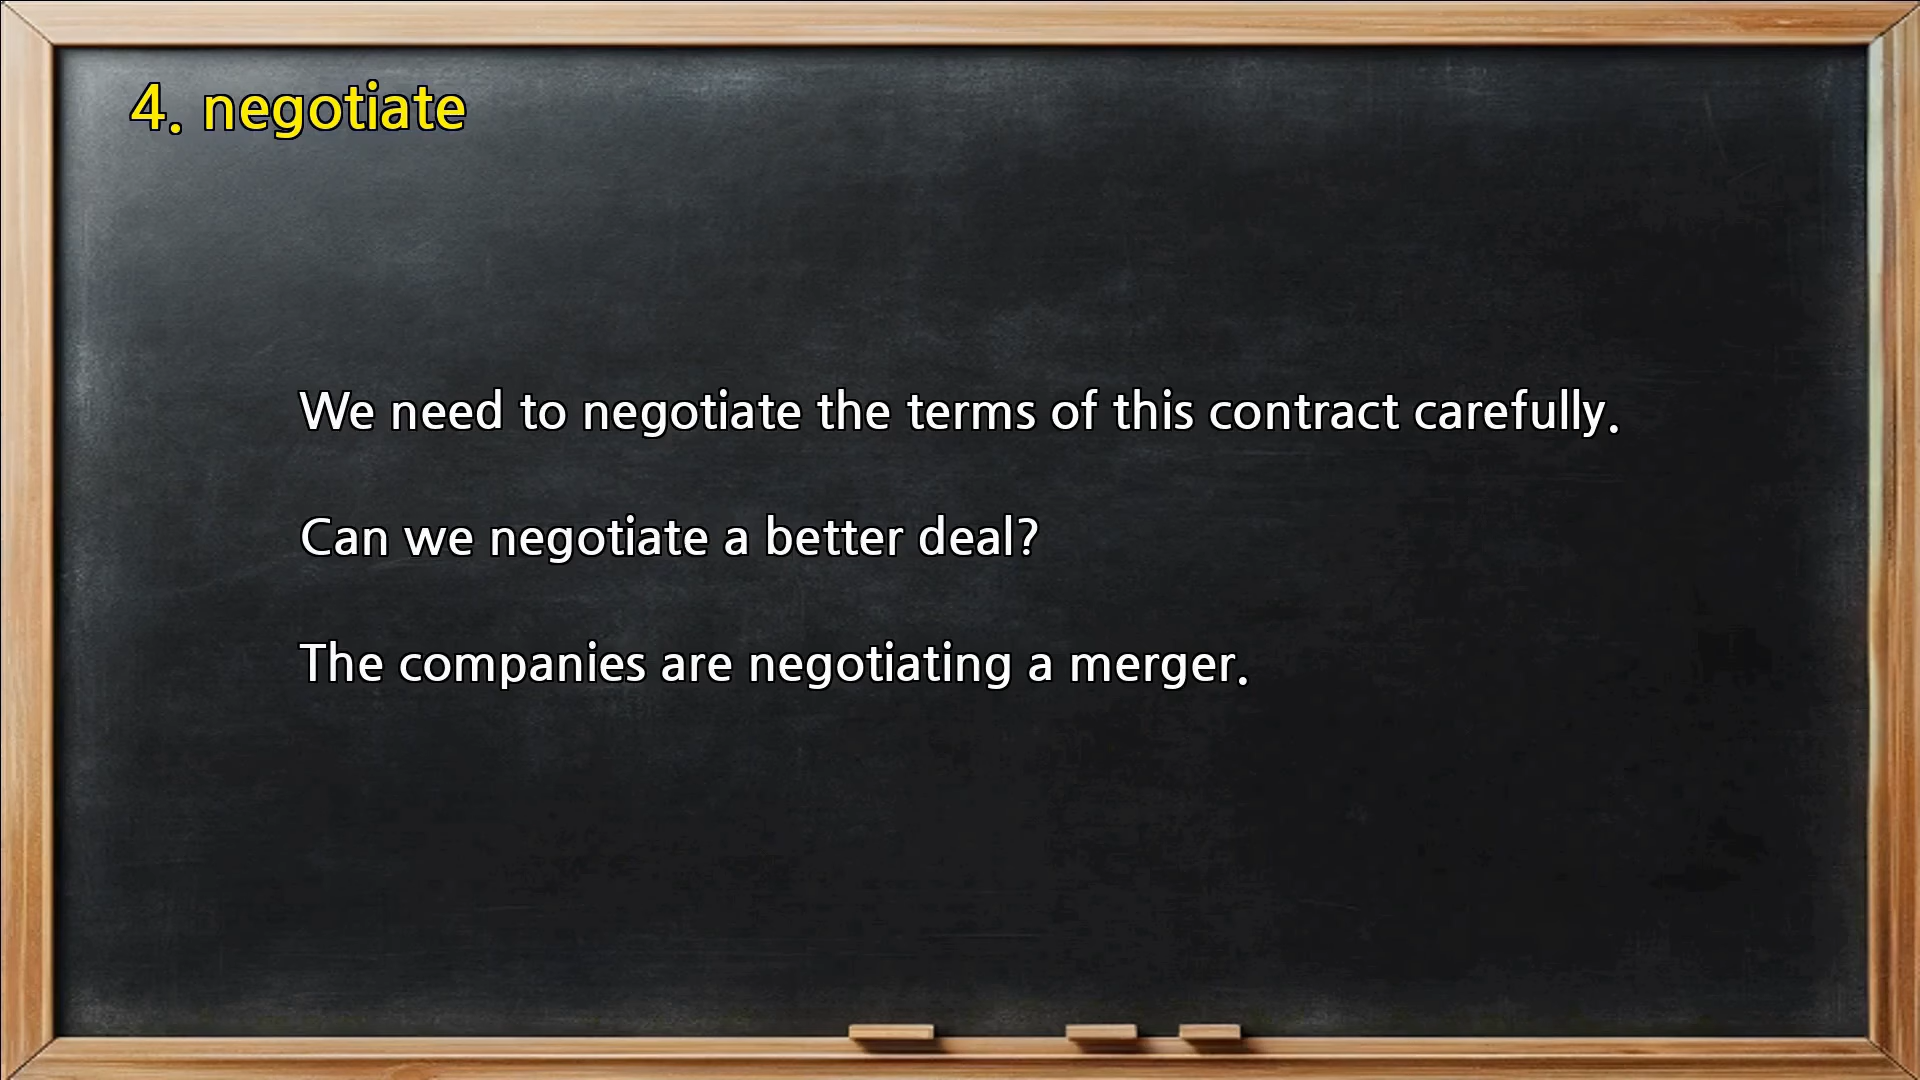 4. negotiate
We need to negotiate the terms of this contract carefully.
Can we negotiate a better deal?
The companies are negotiating a merger.